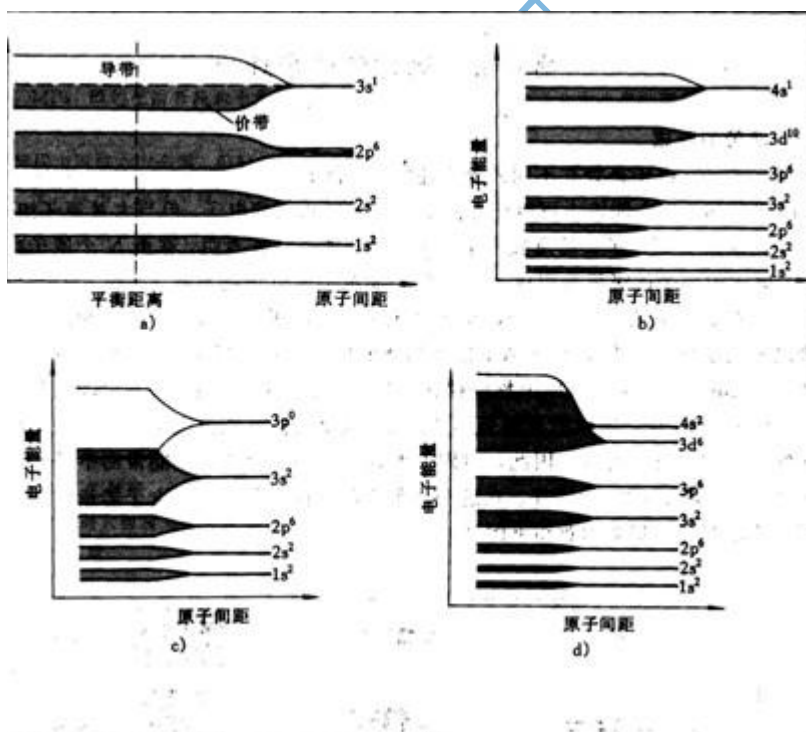 导带
价带
3s¹
2p⁶
2s²
1s²
平衡距离
原子间距
a)
电子能量
4s¹
3d¹⁰
3p⁶
3s²
2p⁶
2s²
1s²
原子间距
b)
电子能量
3p⁰
3s²
2p⁶
2s²
1s²
原子间距
c)
电子能量
4s²
3d⁶
3p⁶
3s²
2p⁶
2s²
1s²
原子间距
d)